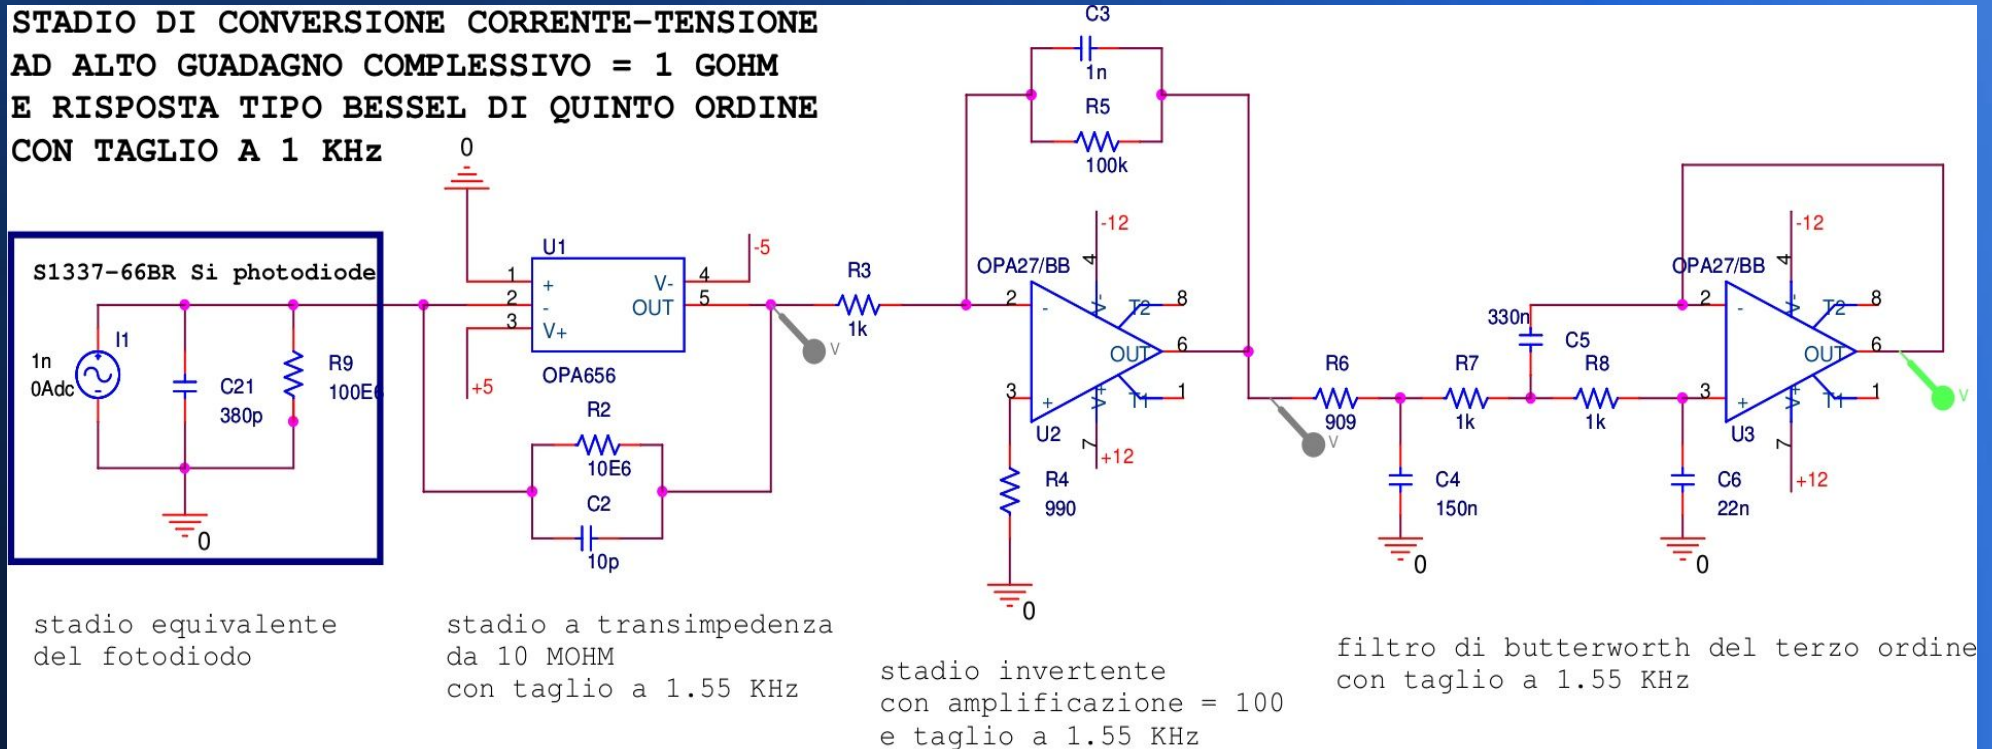 STADIO DI CONVERSIONE CORRENTE-TENSIONE
AD ALTO GUADAGNO COMPLESSIVO = 1 GOHM
E RISPOSTA TIPO BESSEL DI QUINTO ORDINE
CON TAGLIO A 1 KHz
S1337-66BR Si photodiode
I1
1n
0Adc
C21
380p
R9
100E6
0
0
U1
1
+
2
-
3
V+
V-
4
OUT
5
-5
+5
OPA656
R2
10E6
C2
10p
V
R3
1k
C3
1n
R5
100k
OPA27/BB
-12
4
V-
T2
8
2
-
OUT
6
3
+
V+
T1
1
U2
7
+12
R4
990
0
V
R6
909
R7
1k
330n
C5
R8
1k
C4
150n
0
C6
22n
0
OPA27/BB
-12
4
V-
T2
8
2
-
OUT
6
3
+
V+
T1
1
U3
7
+12
V
stadio equivalente
del fotodiodo
stadio a transimpedenza
da 10 MOHM
con taglio a 1.55 KHz
stadio invertente
con amplificazione = 100
e taglio a 1.55 KHz
filtro di butterworth del terzo ordine
con taglio a 1.55 KHz